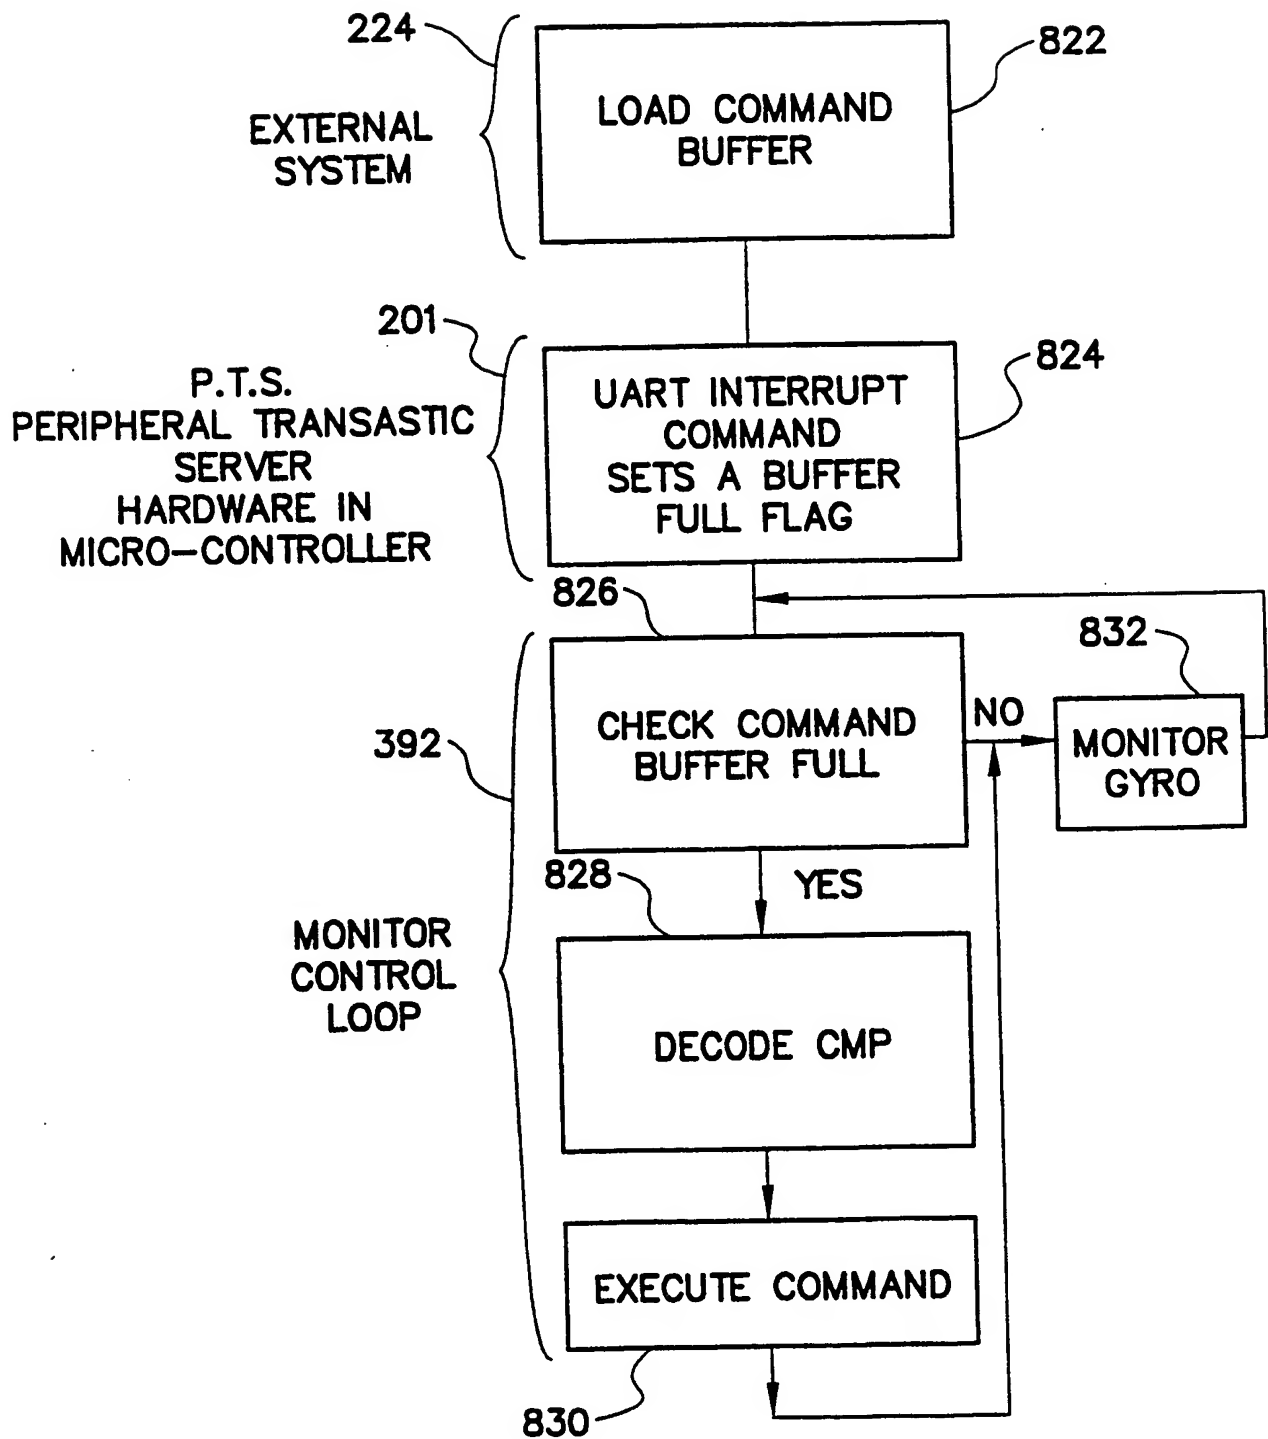 224
EXTERNAL
SYSTEM
LOAD COMMAND
BUFFER
822
201
P.T.S.
PERIPHERAL TRANSASTIC
SERVER
HARDWARE IN
MICRO-CONTROLLER
UART INTERRUPT
COMMAND
SETS A BUFFER
FULL FLAG
824
826
CHECK COMMAND
BUFFER FULL
NO
832
MONITOR
GYRO
392
MONITOR
CONTROL
LOOP
YES
828
DECODE CMP
EXECUTE COMMAND
830